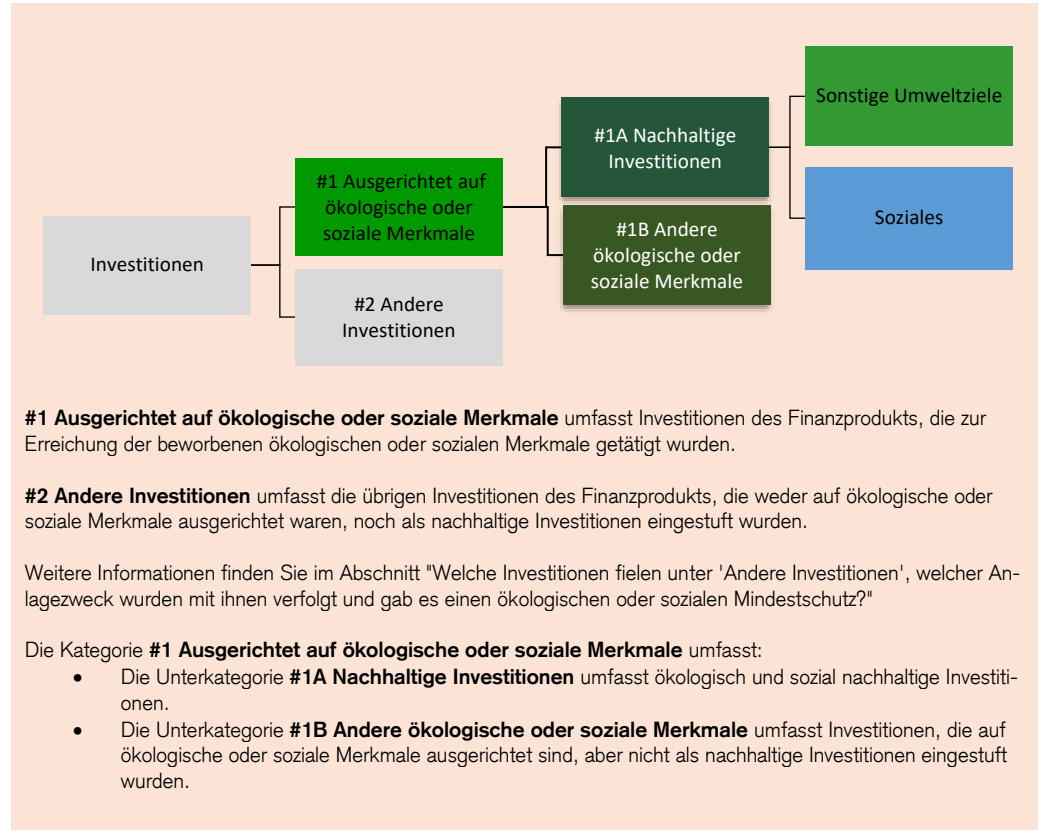 Sonstige Umweltziele
#1A Nachhaltige
Investitionen
#1 Ausgerichtet auf
ökologische oder
soziale Merkmale
Soziales
#1B Andere
ökologische oder
soziale Merkmale
Investitionen
#2 Andere
Investitionen
#1 Ausgerichtet auf ökologische oder soziale Merkmale umfasst Investitionen des Finanzprodukts, die zur
Erreichung der beworbenen ökologischen oder sozialen Merkmale getätigt wurden.
#2 Andere Investitionen umfasst die übrigen Investitionen des Finanzprodukts, die weder auf ökologische oder
soziale Merkmale ausgerichtet waren, noch als nachhaltige Investitionen eingestuft wurden.
Weitere Informationen finden Sie im Abschnitt "Welche Investitionen fielen unter 'Andere Investitionen', welcher An-
lagezweck wurden mit ihnen verfolgt und gab es einen ökologischen oder sozialen Mindestschutz?"
Die Kategorie #1 Ausgerichtet auf ökologische oder soziale Merkmale umfasst:
• Die Unterkategorie #1A Nachhaltige Investitionen umfasst ökologisch und sozial nachhaltige Investiti-
onen.
• Die Unterkategorie #1B Andere ökologische oder soziale Merkmale umfasst Investitionen, die auf
ökologische oder soziale Merkmale ausgerichtet sind, aber nicht als nachhaltige Investitionen eingestuft
wurden.